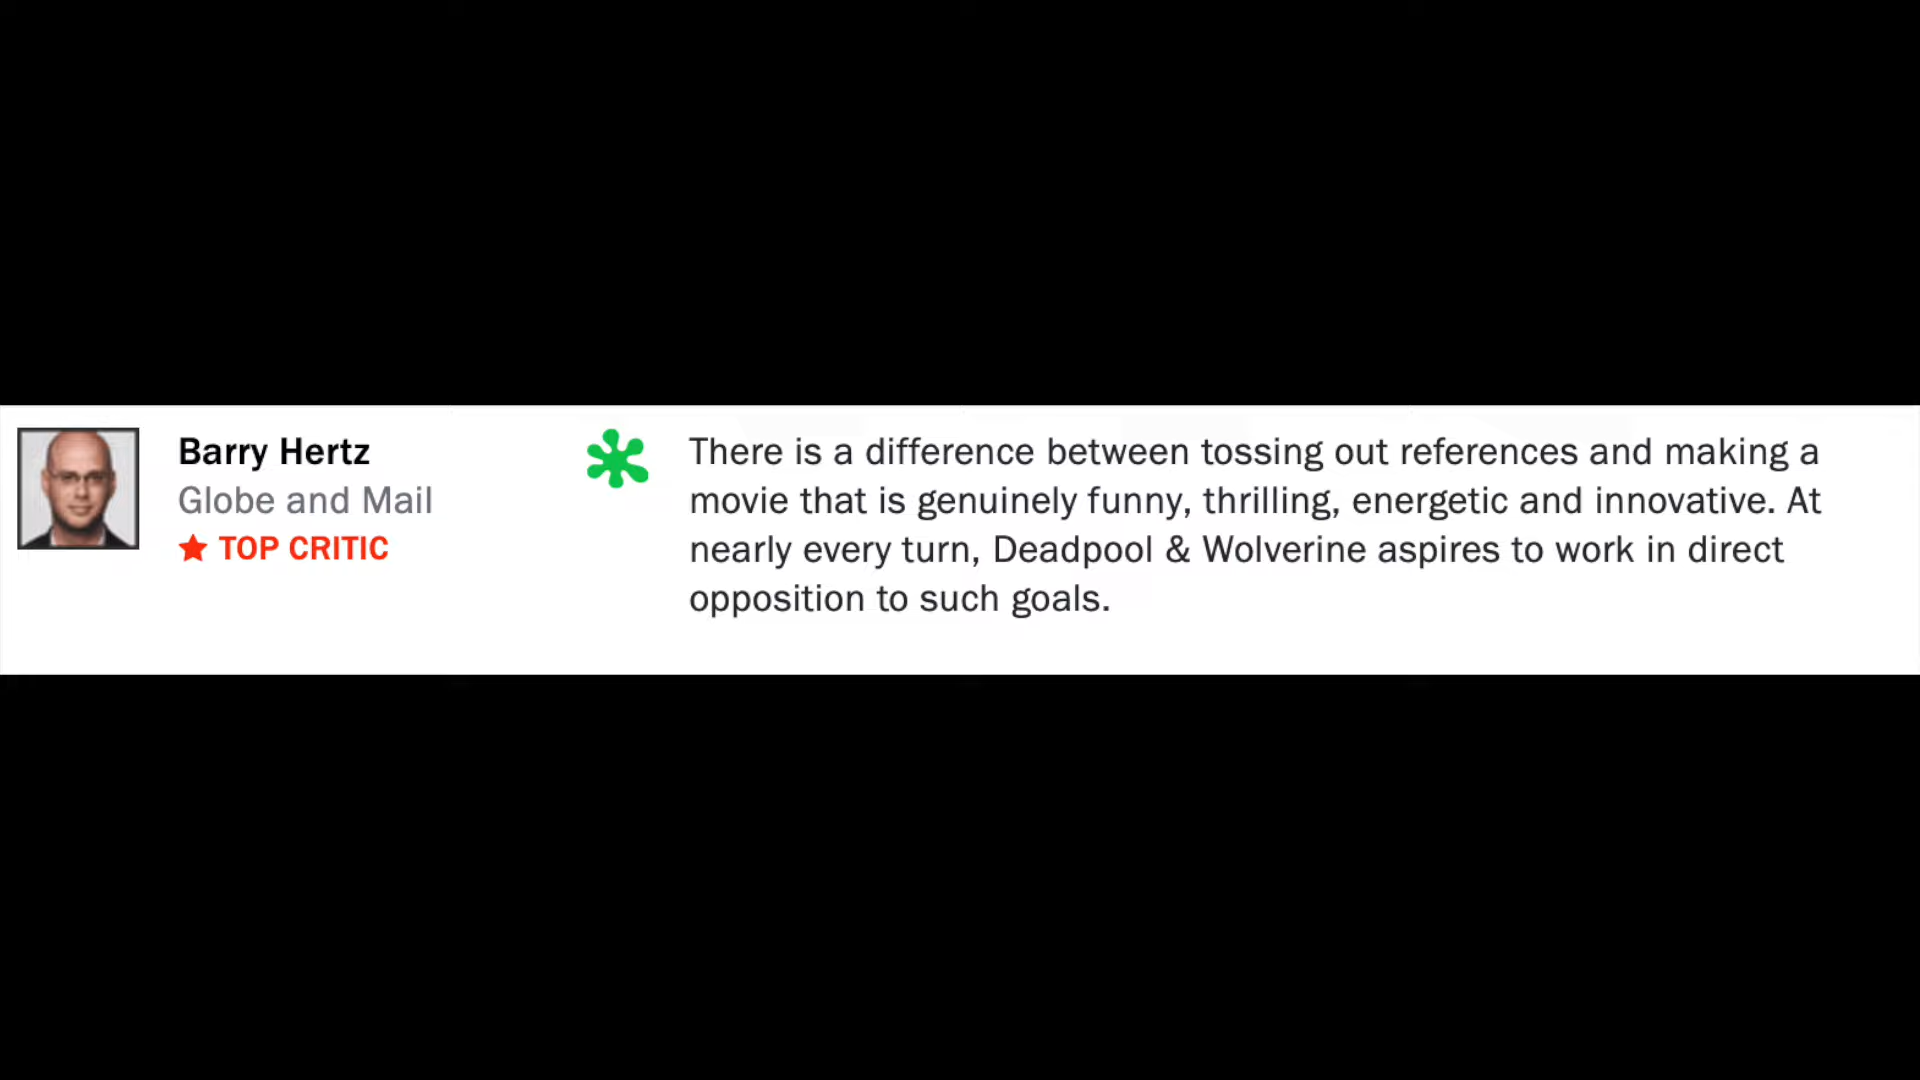 Barry Hertz
Globe and Mail
TOP CRITIC
There is a difference between tossing out references and making a
movie that is genuinely funny, thrilling, energetic and innovative. At
nearly every turn, Deadpool & Wolverine aspires to work in direct
opposition to such goals.